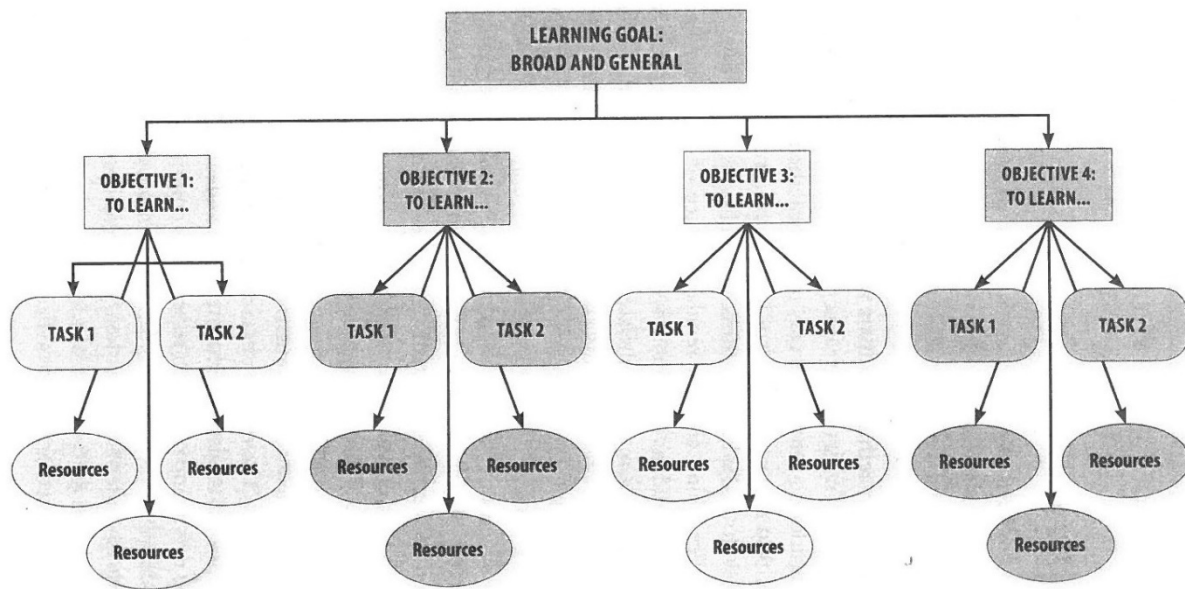 LEARNING GOAL:
BROAD AND GENERAL
OBJECTIVE 1:
TO LEARN...
OBJECTIVE 2:
TO LEARN...
OBJECTIVE 3:
TO LEARN...
OBJECTIVE 4:
TO LEARN...
TASK 1
TASK 2
TASK 1
TASK 2
TASK 1
TASK 2
TASK 1
TASK 2
Resources
Resources
Resources
Resources
Resources
Resources
Resources
Resources
Resources
Resources
Resources
Resources